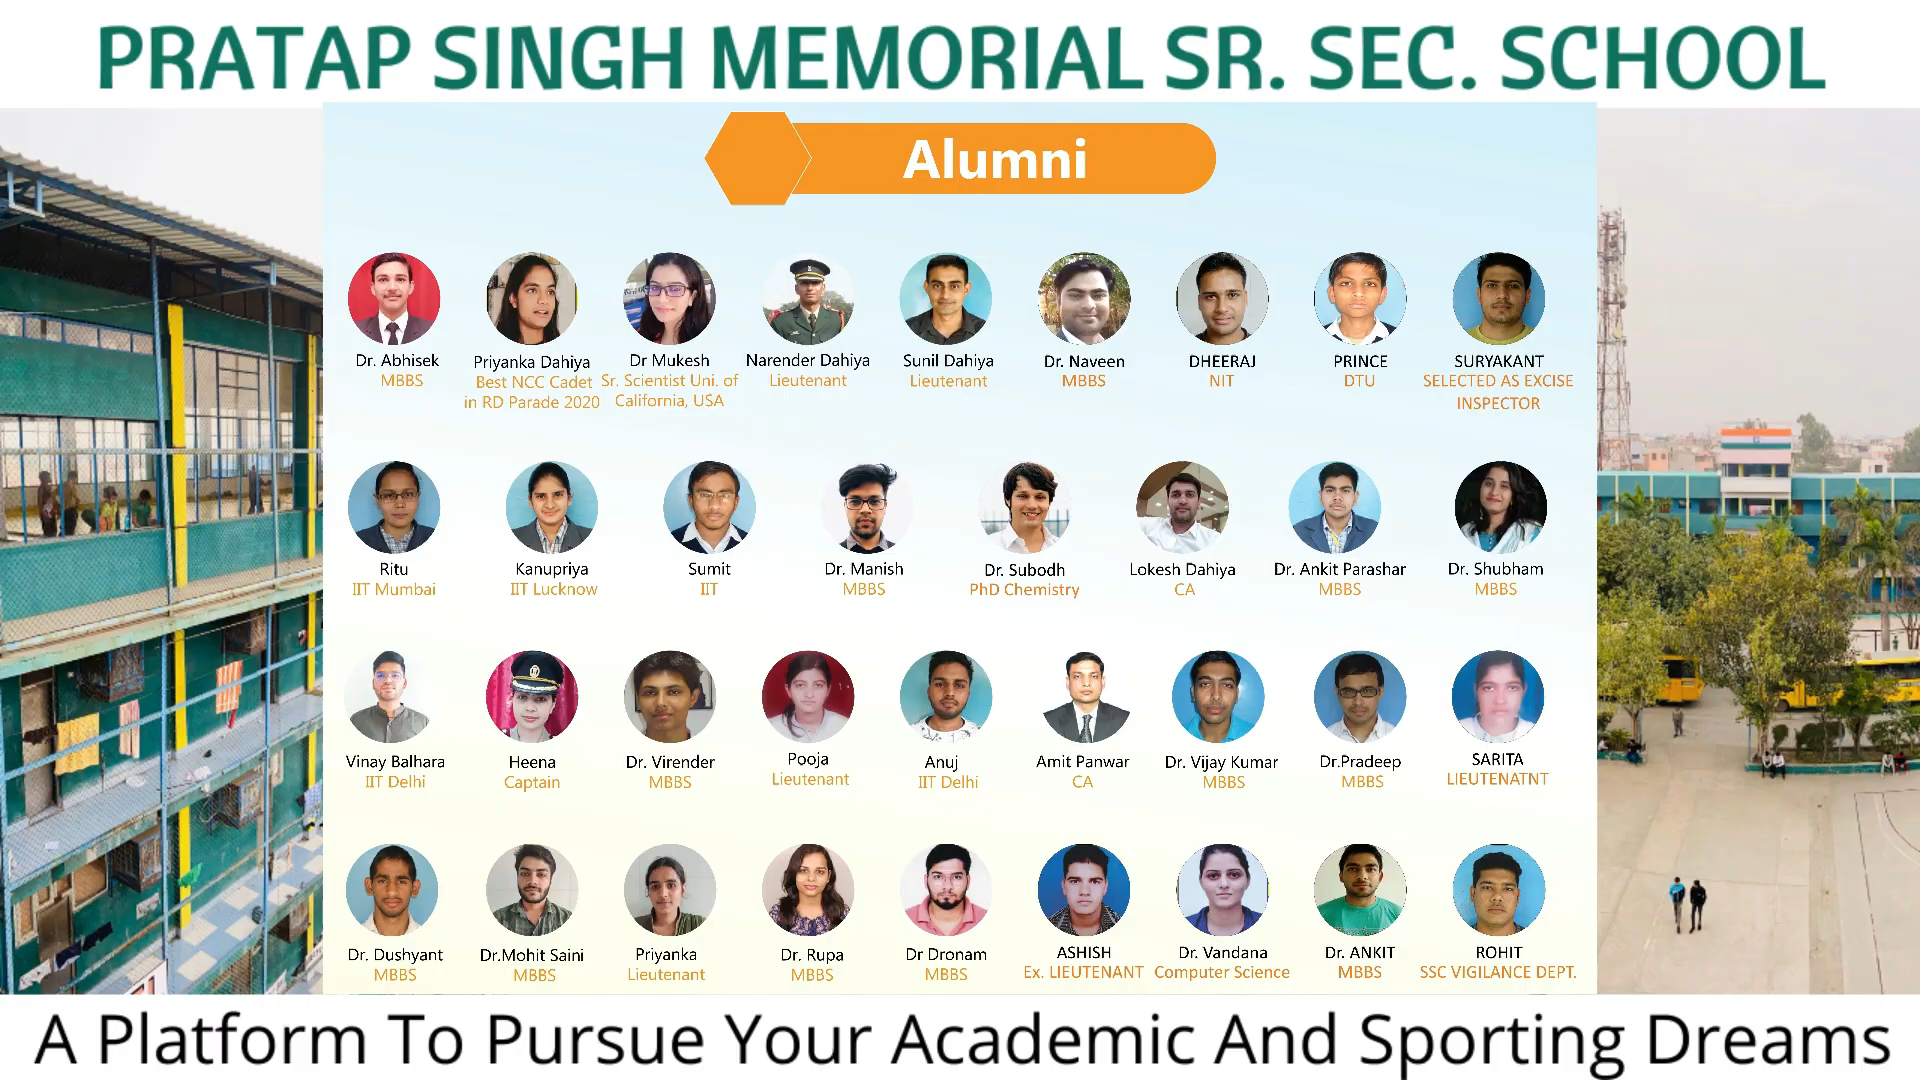 PRATAP SINGH MEMORIAL SR. SEC. SCHOOL
Alumni
Dr. Abhisek
MBBS
Priyanka Dahiya
Best NCC Cadet
in RD Parade 2020
Dr Mukesh
Sr. Scientist Uni. of
California, USA
Narender Dahiya
Lieutenant
Sunil Dahiya
Lieutenant
Dr. Naveen
MBBS
DHEERAJ
NIT
PRINCE
DTU
SURYAKANT
SELECTED AS EXCISE
INSPECTOR
Ritu
IIT Mumbai
Kanupriya
IIT Lucknow
Sumit
IIT
Dr. Manish
MBBS
Dr. Subodh
PhD Chemistry
Lokesh Dahiya
CA
Dr. Ankit Parashar
MBBS
Dr. Shubham
MBBS
Vinay Balhara
IIT Delhi
Heena
Captain
Dr. Virender
MBBS
Pooja
Lieutenant
Anuj
IIT Delhi
Amit Panwar
CA
Dr. Vijay Kumar
MBBS
Dr.Pradeep
MBBS
SARITA
LIEUTENATNT
Dr. Dushyant
MBBS
Dr.Mohit Saini
MBBS
Priyanka
Lieutenant
Dr. Rupa
MBBS
Dr Dronam
MBBS
ASHISH
Ex. LIEUTENANT
Dr. Vandana
Computer Science
Dr. ANKIT
MBBS
ROHIT
SSC VIGILANCE DEPT.
A Platform To Pursue Your Academic And Sporting Dreams